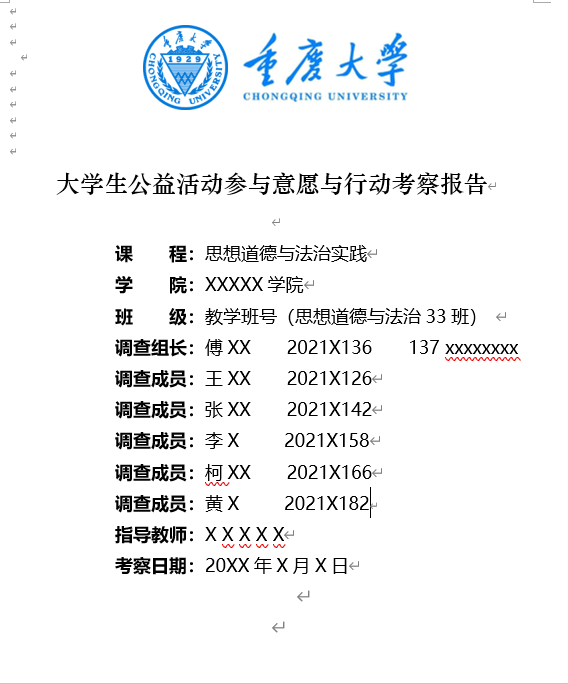 重庆大学
CHONGQING UNIVERSITY
1929
CHONGQING UNIVERSITY
大学生公益活动参与意愿与行动考察报告
课 程：思想道德与法治实践
学 院：XXXXX 学院
班 级：教学班号（思想道德与法治 33 班）
调查组长：傅 XX 2021X136 137 xxxxxxxx
调查成员：王 XX 2021X126
调查成员：张 XX 2021X142
调查成员：李 X 2021X158
调查成员：柯 XX 2021X166
调查成员：黄 X 2021X182
指导教师：X X X X X
考察日期：20XX 年 X 月 X 日